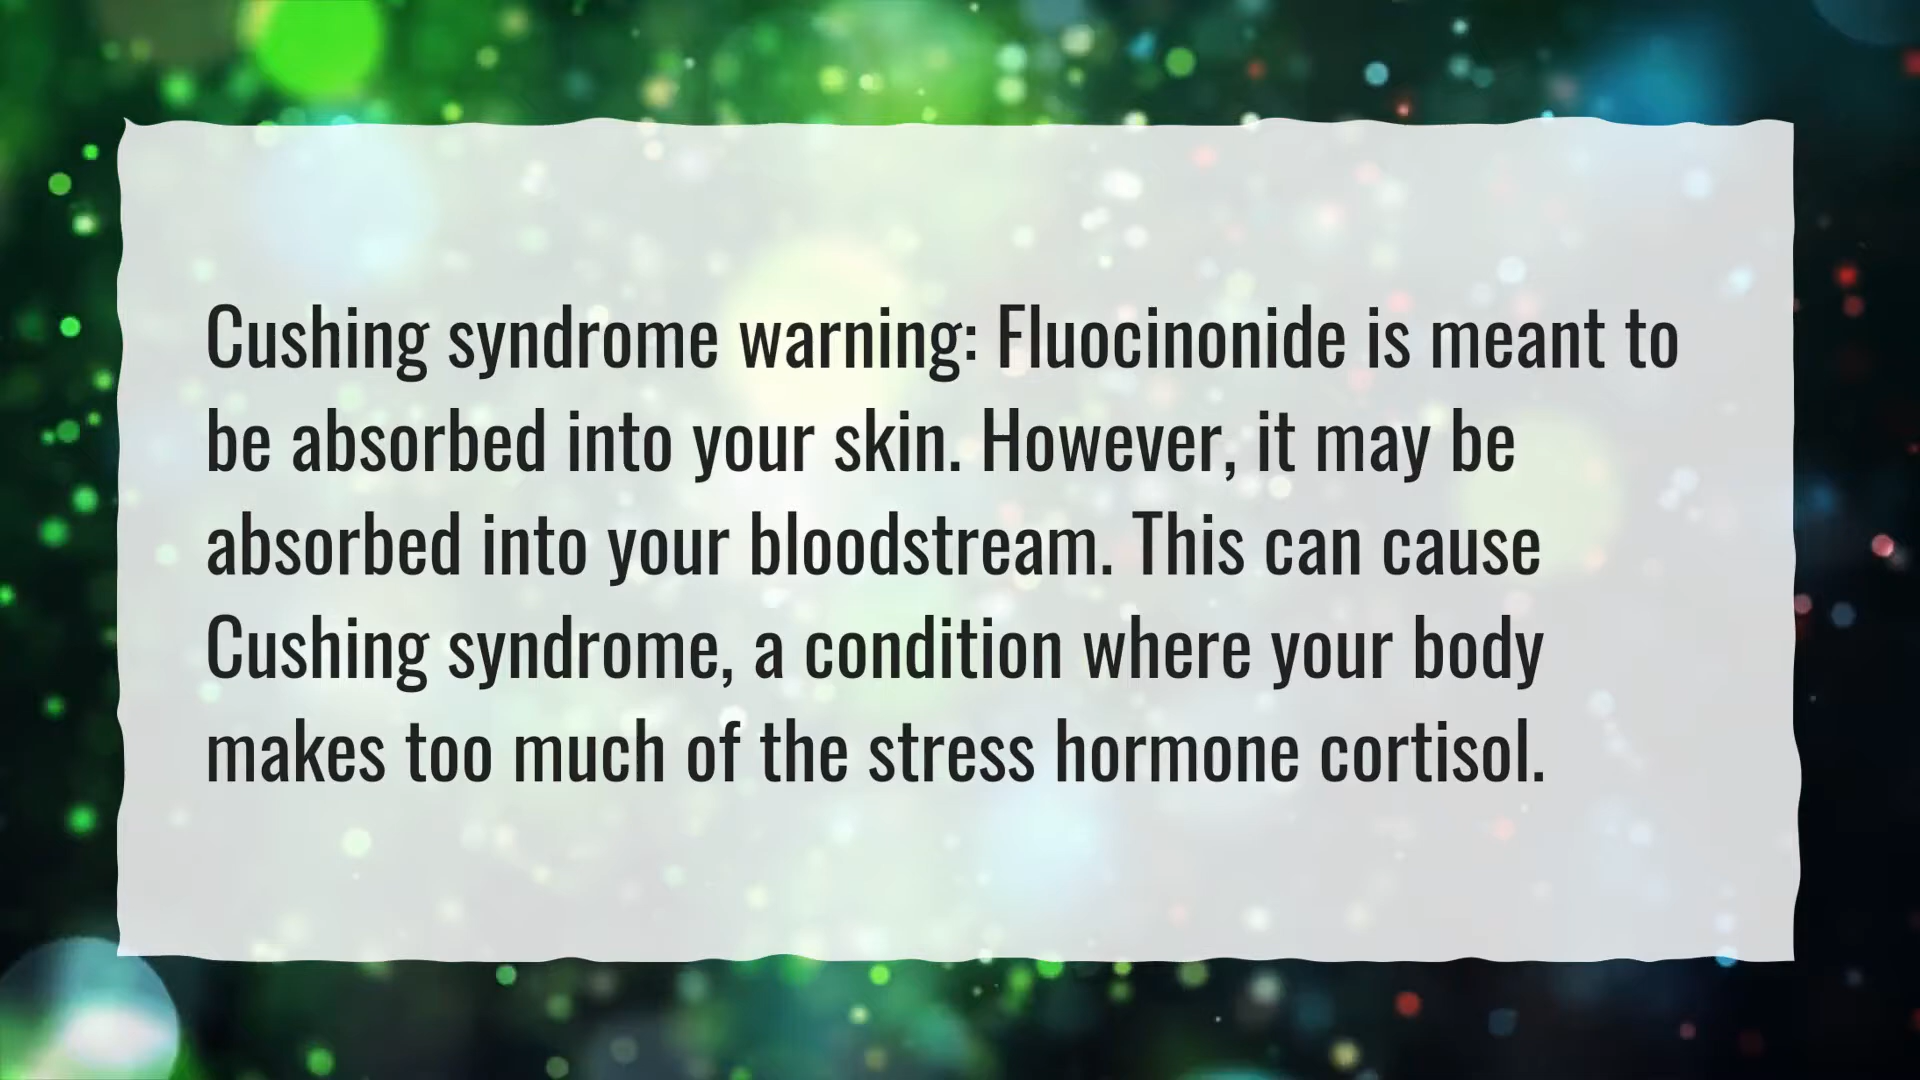 Cushing syndrome warning: Fluocinonide is meant to
be absorbed into your skin. However, it may be
absorbed into your bloodstream. This can cause
Cushing syndrome, a condition where your body
makes too much of the stress hormone cortisol.